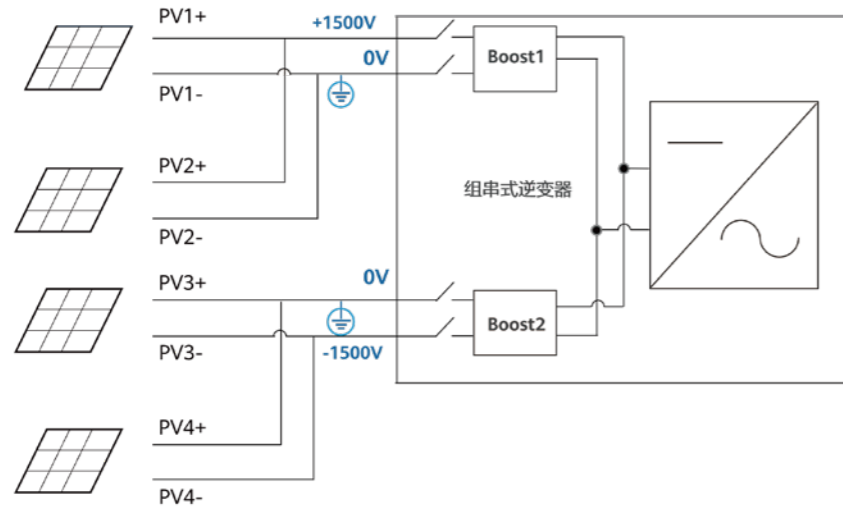 PV1+
+1500V
0V
Boost1
PV1-
PV2+
组串式逆变器
PV2-
0V
PV3+
Boost2
PV3-
-1500V
PV4+
PV4-